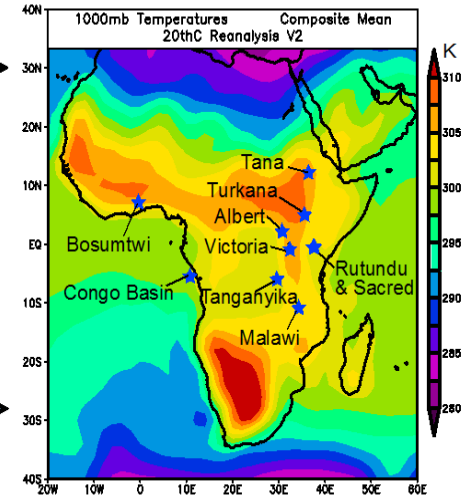 1000mb Temperatures Composite Mean
20thC Reanalysis V2
K
40N
30N
20N
10N
EQ
10S
20S
30S
40S
310
305
300
295
290
285
280
Tana
Turkana
Albert
Bosumtwi
Victoria
Rutundu
& Sacred
Congo Basin
Tanganyika
Malawi
20W
10W
0
10E
20E
30E
40E
50E
60E